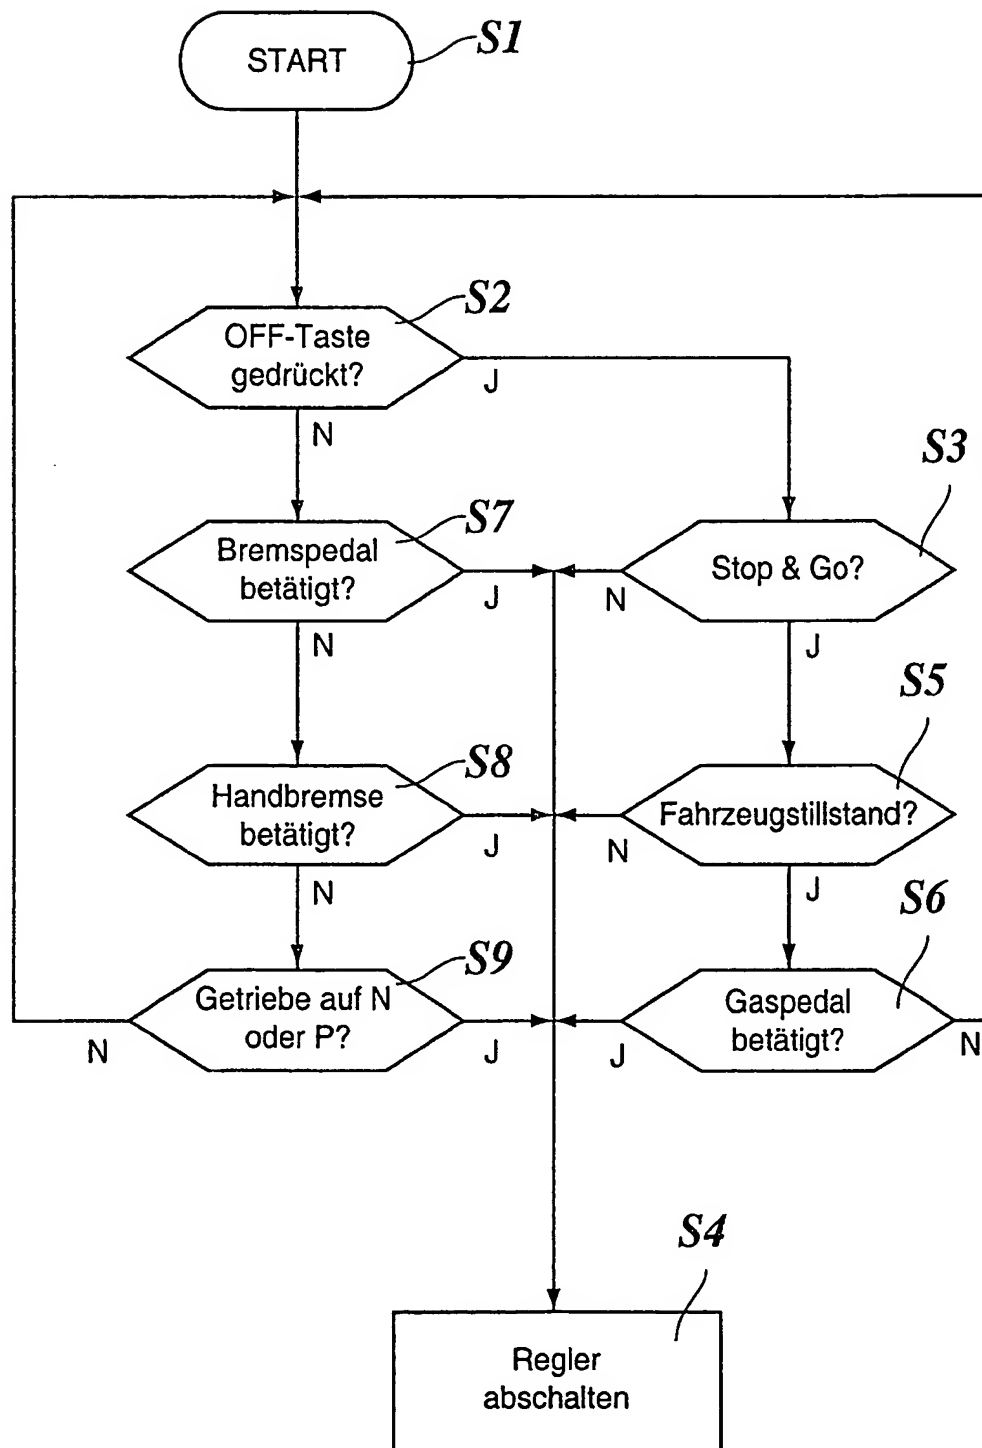 START
S1
S2
OFF-Taste
gedrückt?
J
N
S3
S7
Bremspedal
betätigt?
J
N
Stop & Go?
N
J
S5
S8
Handbremse
betätigt?
J
N
Fahrzeugstillstand?
N
J
S6
S9
Getriebe auf N
oder P?
N
J
Gaspedal
betätigt?
J
N
S4
Regler
abschalten